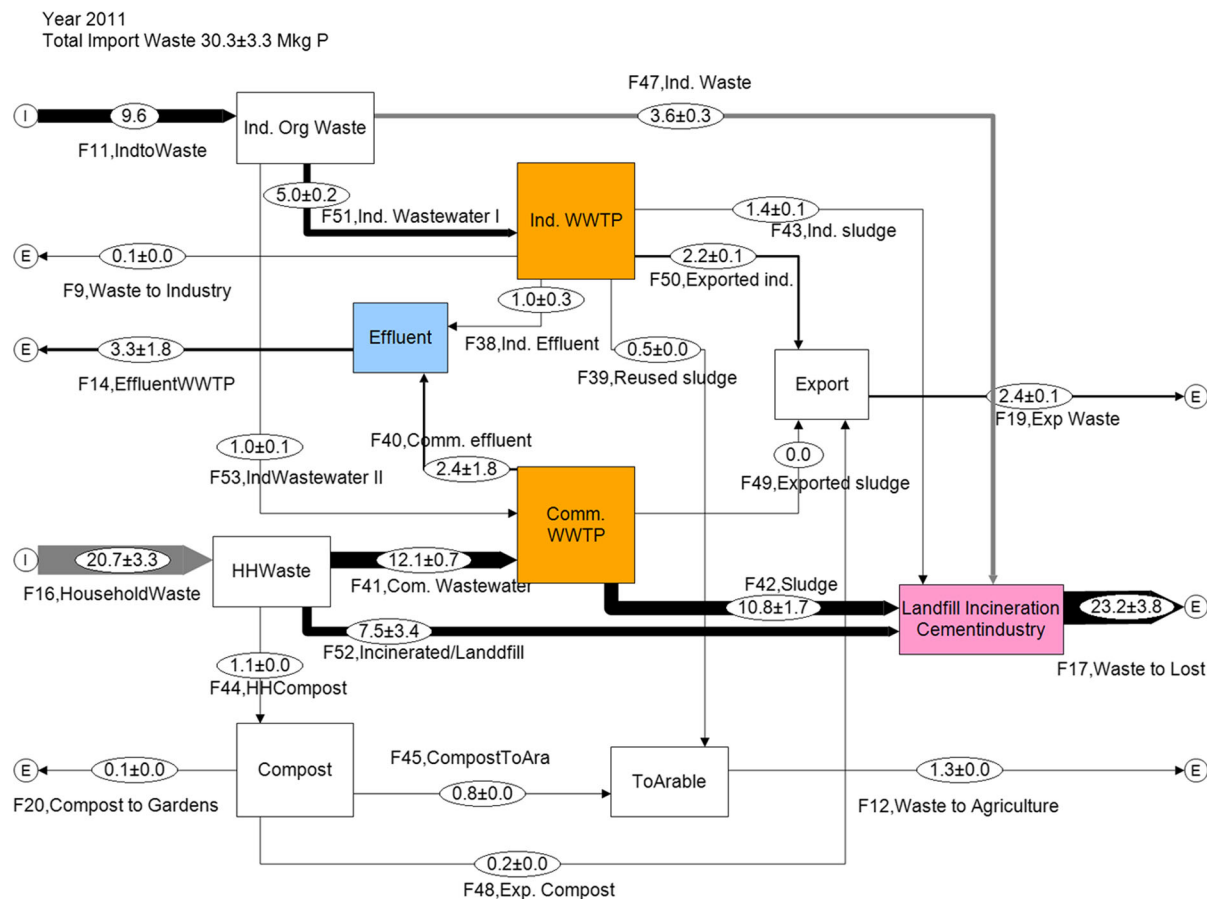 Year 2011
Total Import Waste 30.3±3.3 Mkg P
F47,Ind. Waste
I
9.6
Ind. Org Waste
3.6±0.3
F11,IndtoWaste
5.0±0.2
F51,Ind. Wastewater I
Ind. WWTP
1.4±0.1
F43,Ind. sludge
E
0.1±0.0
2.2±0.1
F50,Exported ind.
F9,Waste to Industry
1.0±0.3
Effluent
F38,Ind. Effluent
E
3.3±1.8
0.5±0.0
F39,Reused sludge
F14,EffluentWWTP
Export
2.4±0.1
E
F19,Exp Waste
F40,Comm. effluent
1.0±0.1
F53,IndWastewater II
2.4±1.8
0.0
F49,Exported sludge
Comm.
WWTP
I
20.7±3.3
HHWaste
12.1±0.7
F16,HouseholdWaste
F41,Com. Wastewater
F42,Sludge
10.8±1.7
Landfill Incineration
Cementindustry
23.2±3.8
E
7.5±3.4
F52,Incinerated/Landdfill
F17,Waste to Lost
1.1±0.0
F44,HHCompost
F45,CompostToAra
E
0.1±0.0
Compost
ToArable
1.3±0.0
E
F20,Compost to Gardens
0.8±0.0
F12,Waste to Agriculture
0.2±0.0
F48,Exp. Compost